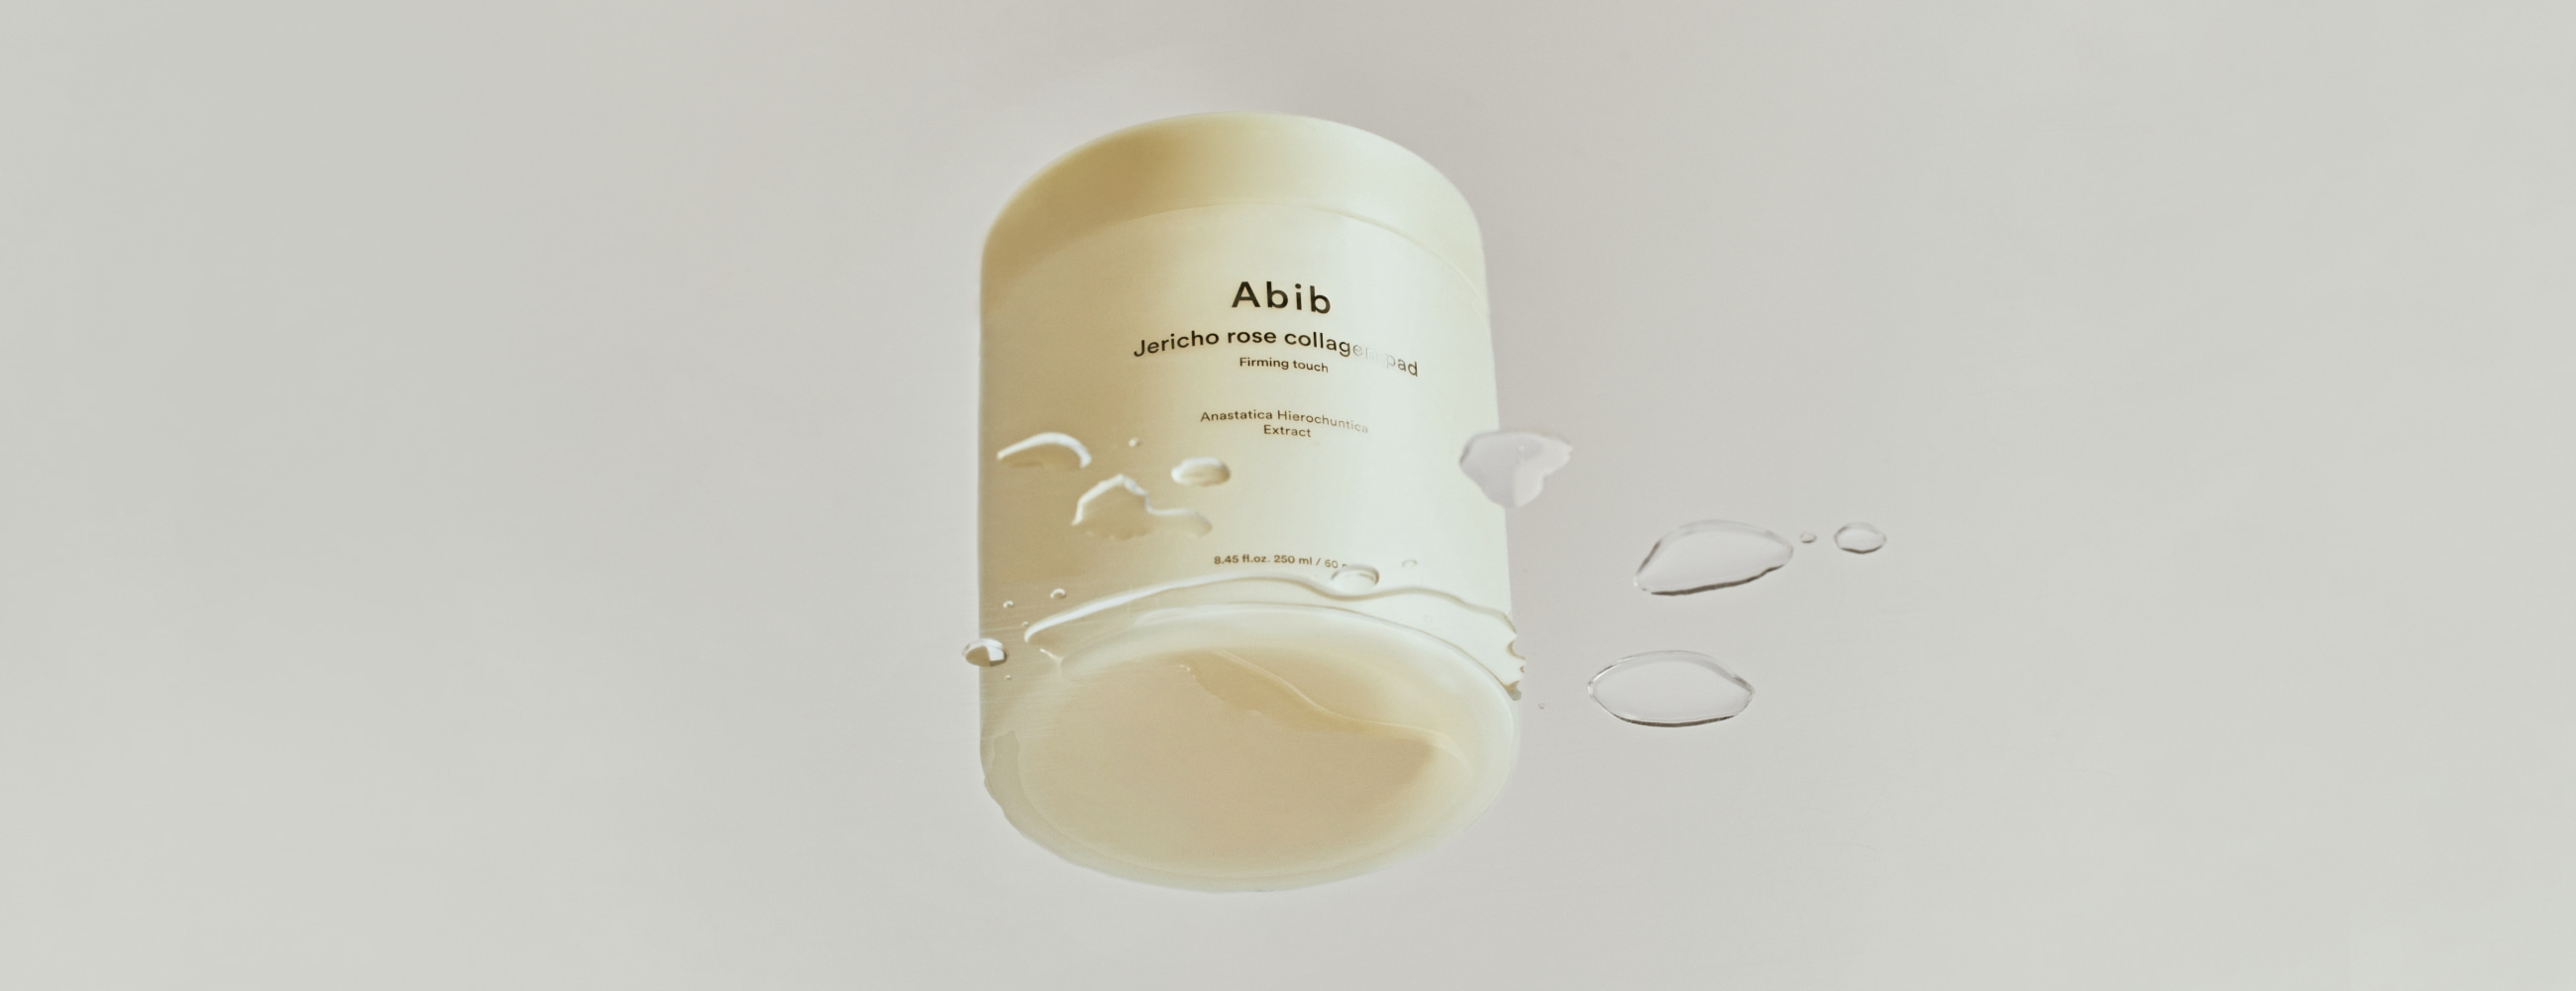 Abib
Jericho rose collagen pad
Firming touch
Anastatica Hierochuntica
Extract
8.45 fl.oz. 250 ml / 60